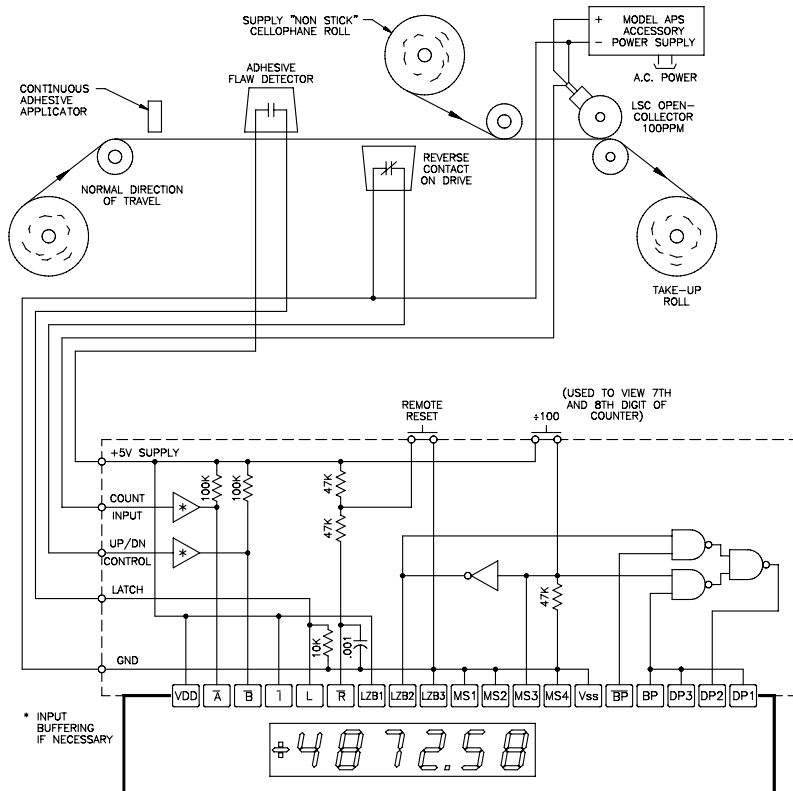 SUPPLY "NON STICK"
CELLOPHANE ROLL
+
−
MODEL APS
ACCESSORY
POWER SUPPLY
A.C. POWER
CONTINUOUS
ADHESIVE
APPLICATOR
ADHESIVE
FLAW DETECTOR
LSC OPEN-
COLLECTOR
100PPM
REVERSE
CONTACT
ON DRIVE
NORMAL DIRECTION
OF TRAVEL
TAKE-UP
ROLL
REMOTE
RESET
÷100
(USED TO VIEW 7TH
AND 8TH DIGIT OF
COUNTER)
+5V SUPPLY
100K
100K
47K
COUNT
INPUT
*
47K
UP/DN
CONTROL
*
LATCH
47K
10K
.001
GND
VDD
A̅
B̅
1̅
L
R̅
LZB1
LZB2
LZB3
MS1
MS2
MS3
MS4
Vss
B̅P̅
BP
DP3
DP2
DP1
* INPUT
BUFFERING
IF NECESSARY
+4872.58